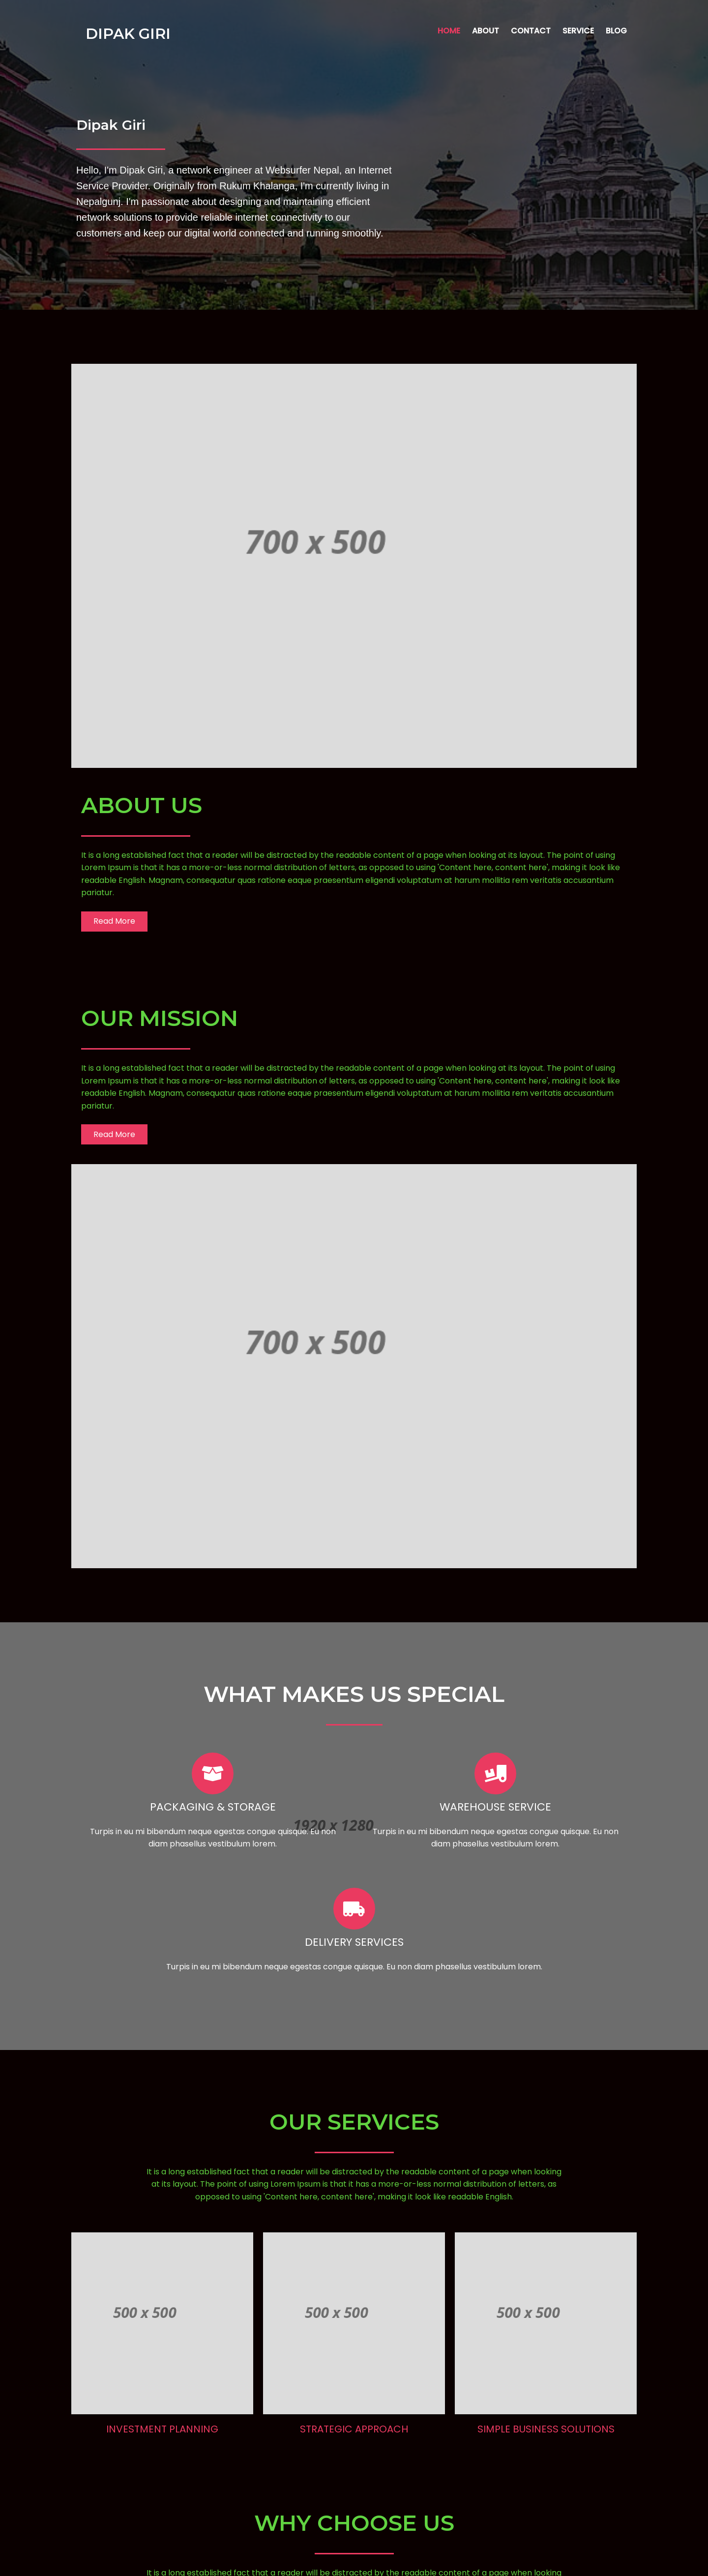 DIPAK GIRI
HOME ABOUT CONTACT SERVICE BLOG
Dipak Giri
Hello, I'm Dipak Giri, a network engineer at Websurfer Nepal, an Internet
Service Provider. Originally from Rukum Khalanga, I'm currently living in
Nepalgunj. I'm passionate about designing and maintaining efficient
network solutions to provide reliable internet connectivity to our
customers and keep our digital world connected and running smoothly.
700 x 500
ABOUT US
It is a long established fact that a reader will be distracted by the readable content of a page when looking at its layout. The point of using
Lorem Ipsum is that it has a more-or-less normal distribution of letters, as opposed to using 'Content here, content here', making it look like
readable English. Magnam, consequatur quas ratione eaque praesentium eligendi voluptatum at harum mollitia rem veritatis accusantium
pariatur.
Read More
OUR MISSION
It is a long established fact that a reader will be distracted by the readable content of a page when looking at its layout. The point of using
Lorem Ipsum is that it has a more-or-less normal distribution of letters, as opposed to using 'Content here, content here', making it look like
readable English. Magnam, consequatur quas ratione eaque praesentium eligendi voluptatum at harum mollitia rem veritatis accusantium
pariatur.
Read More
700 x 500
WHAT MAKES US SPECIAL
PACKAGING & STORAGE
Turpis in eu mi bibendum neque egestas congue quisque. Eu non
diam phasellus vestibulum lorem.
WAREHOUSE SERVICE
Turpis in eu mi bibendum neque egestas congue quisque. Eu non
diam phasellus vestibulum lorem.
1920 x 1280
DELIVERY SERVICES
Turpis in eu mi bibendum neque egestas congue quisque. Eu non diam phasellus vestibulum lorem.
OUR SERVICES
It is a long established fact that a reader will be distracted by the readable content of a page when looking
at its layout. The point of using Lorem Ipsum is that it has a more-or-less normal distribution of letters, as
opposed to using 'Content here, content here', making it look like readable English.
500 x 500
500 x 500
500 x 500
INVESTMENT PLANNING
STRATEGIC APPROACH
SIMPLE BUSINESS SOLUTIONS
WHY CHOOSE US
It is a long established fact that a reader will be distracted by the readable content of a page when looking